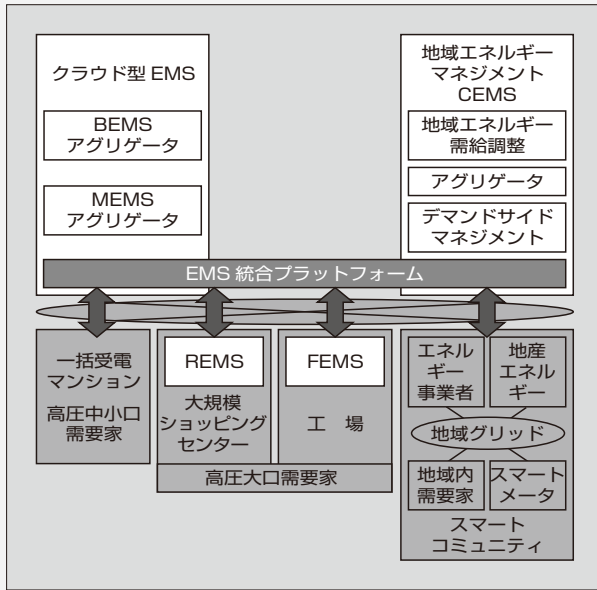 クラウド型 EMS
BEMS
アグリゲータ
MEMS
アグリゲータ
地域エネルギー
マネジメント
CEMS
地域エネルギー
需給調整
アグリゲータ
デマンドサイド
マネジメント
EMS 統合プラットフォーム
一括受電
マンション
高圧中小口
需要家
REMS
大規模
ショッピング
センター
FEMS
工 場
高圧大口需要家
エネル
ギー
事業者
地産
エネル
ギー
地域グリッド
地域内
需要家
スマート
メータ
スマート
コミュニティ